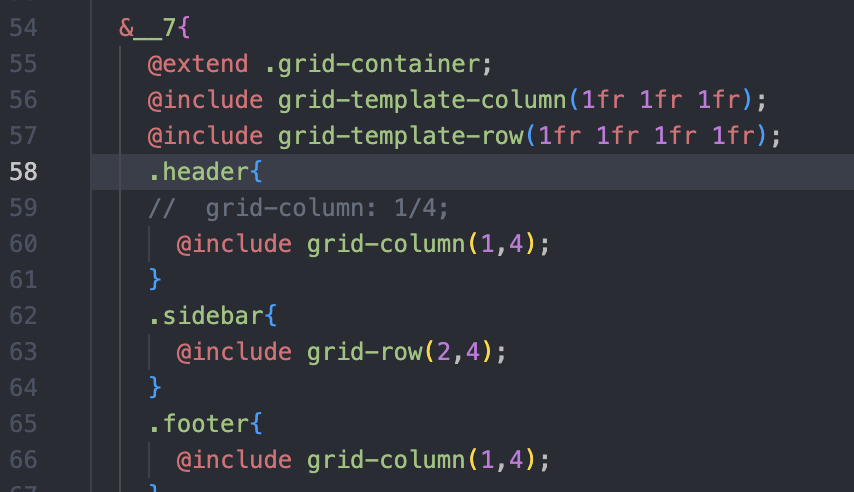 54 &__7{
55 @extend .grid-container;
56 @include grid-template-column(1fr 1fr 1fr);
57 @include grid-template-row(1fr 1fr 1fr 1fr);
58 .header{
59 //  grid-column: 1/4;
60 @include grid-column(1,4);
61 }
62 .sidebar{
63 @include grid-row(2,4);
64 }
65 .footer{
66 @include grid-column(1,4);
67 }